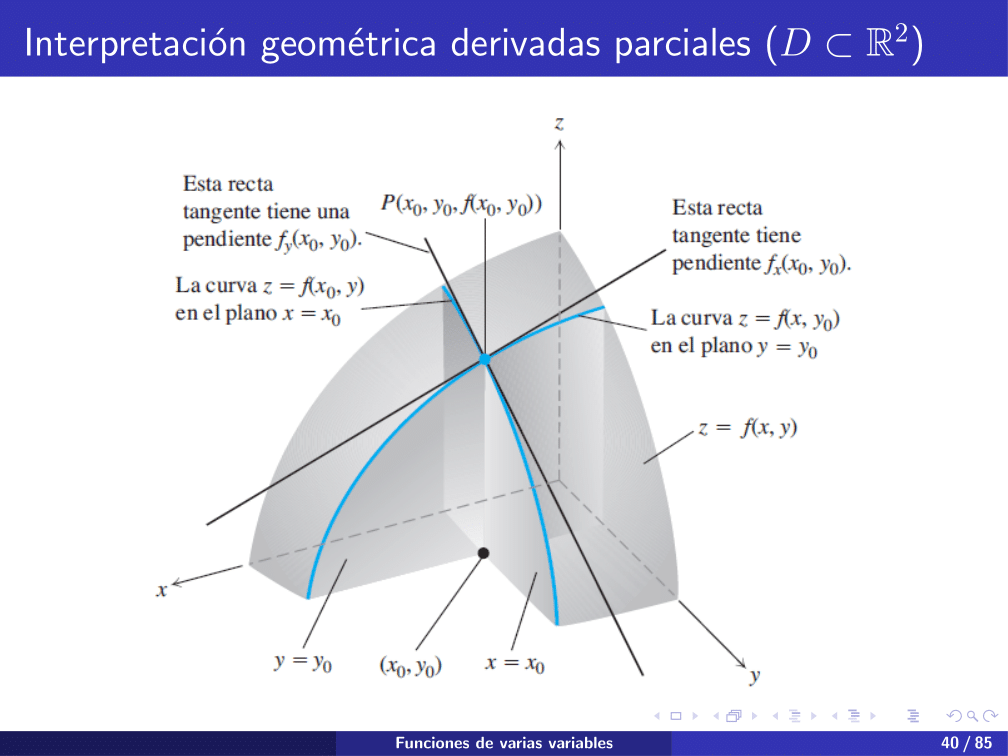 Interpretación geométrica derivadas parciales (D ⊂ ℝ²)
z
Esta recta
tangente tiene una
pendiente fy(x0, y0).
P(x0, y0, f(x0, y0))
Esta recta
tangente tiene
pendiente fx(x0, y0).
La curva z = f(x0, y)
en el plano x = x0
La curva z = f(x, y0)
en el plano y = y0
z = f(x, y)
x
y = y0
(x0, y0)
x = x0
y
Funciones de varias variables
40 / 85